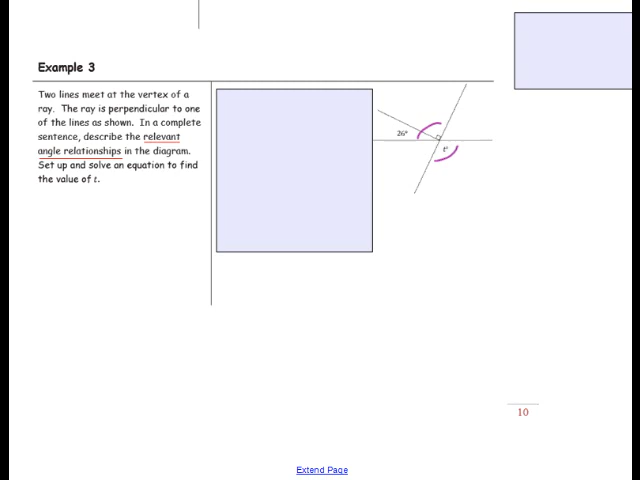 Example 3
Two lines meet at the vertex of a
ray. The ray is perpendicular to one
of the lines as shown. In a complete
sentence, describe the relevant
angle relationships in the diagram.
Set up and solve an equation to find
the value of t.
26°
t°
10
Extend Page